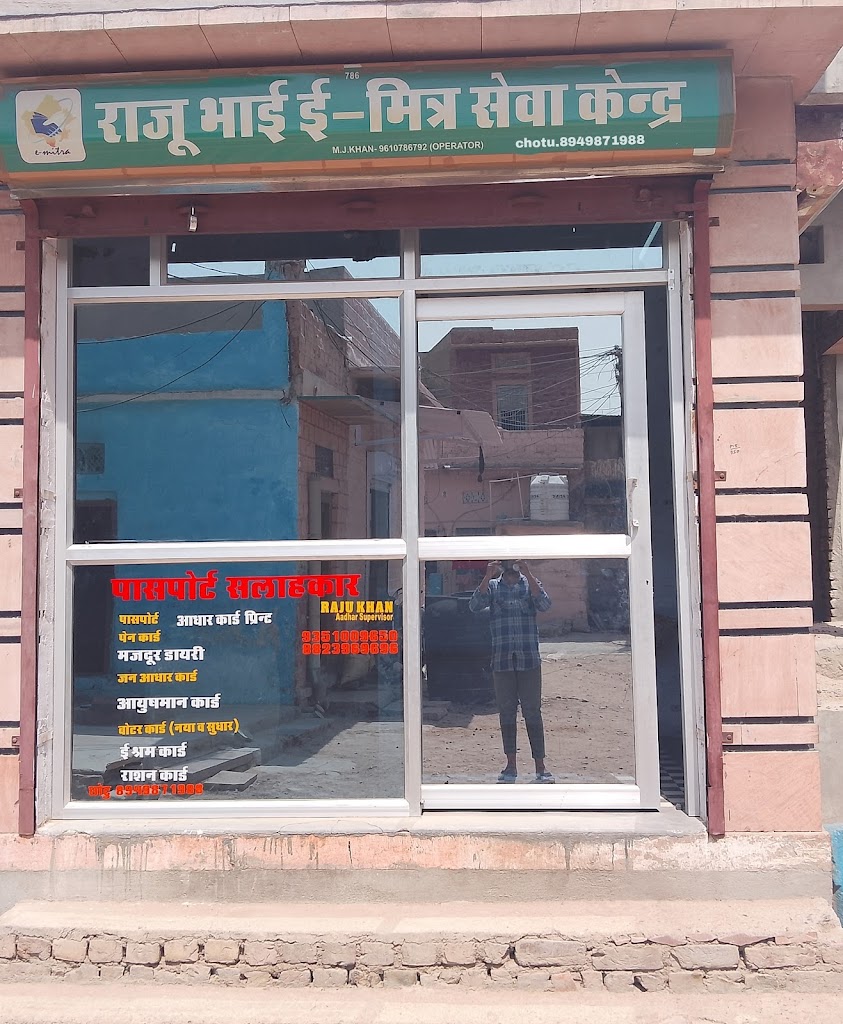 786
राजू भाई ई-मित्र सेवा केन्द्र
e-mitra
M.J.KHAN- 9610786792 (OPERATOR)
chotu.8949871988
पासपोर्ट सलाहकार
RAJU KHAN
Aadhar Supervisor
पासपोर्ट आधार कार्ड प्रिन्ट
पेन कार्ड
9351009650
मजदूर डायरी
जन आधार कार्ड
आयुषमान कार्ड
वोटर कार्ड (नया व सुधार)
ई श्रम कार्ड
राशन कार्ड